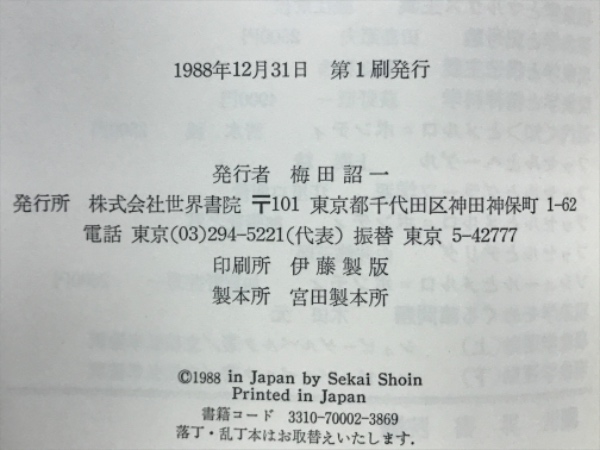 1988年12月31日　第1刷発行
発行者　梅田詔一
発行所　株式会社世界書院 〒101 東京都千代田区神田神保町 1-62
電話 東京(03)294-5221(代表) 振替 東京 5-42777
印刷所　伊藤製版
製本所　宮田製本所
©1988 in Japan by Sekai Shoin
Printed in Japan
書籍コード　3310-70002-3869
落丁・乱丁本はお取替えいたします.